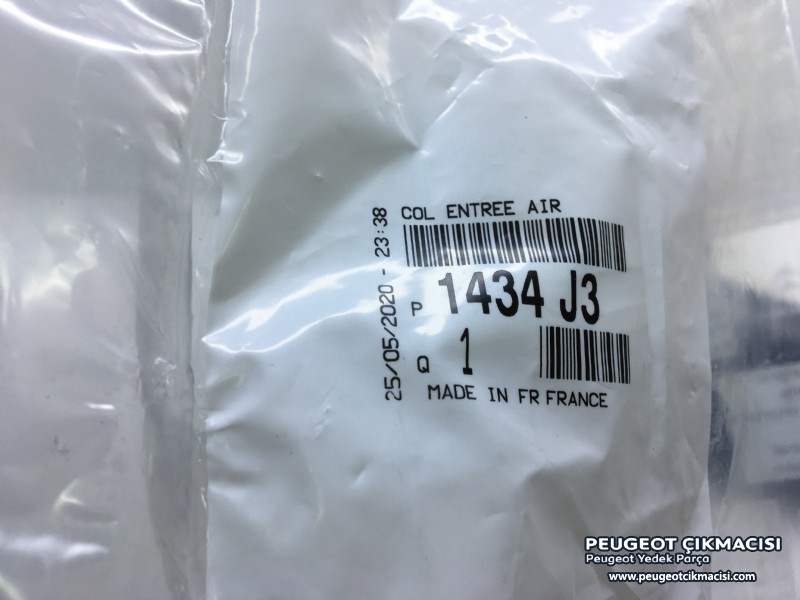 COL ENTREE AIR
P 1434 J3
Q 1
MADE IN FR FRANCE
25/05/2020 - 23:38
PEUGEOT ÇIKMACISI
Peugeot Yedek Parça
www.peugeotcikmacisi.com